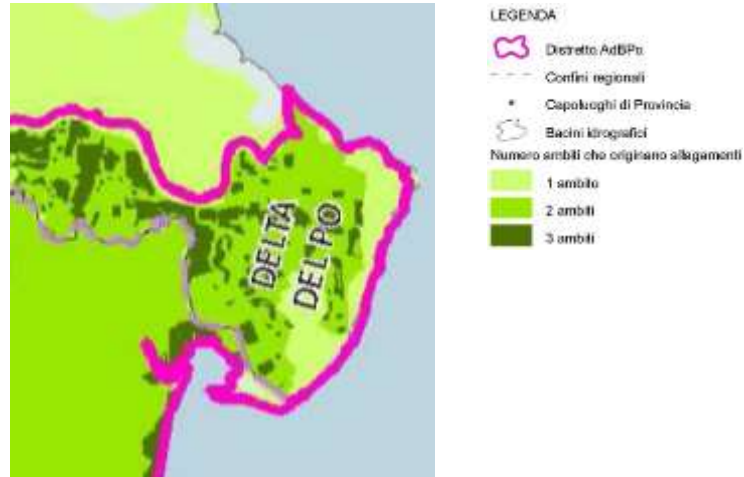 DELTA
DEL PO
LEGENDA
Distretto AdBPo
Confini regionali
Capoluoghi di Provincia
Bacini idrografici
Numero ambiti che originano allagamenti
1 ambito
2 ambiti
3 ambiti